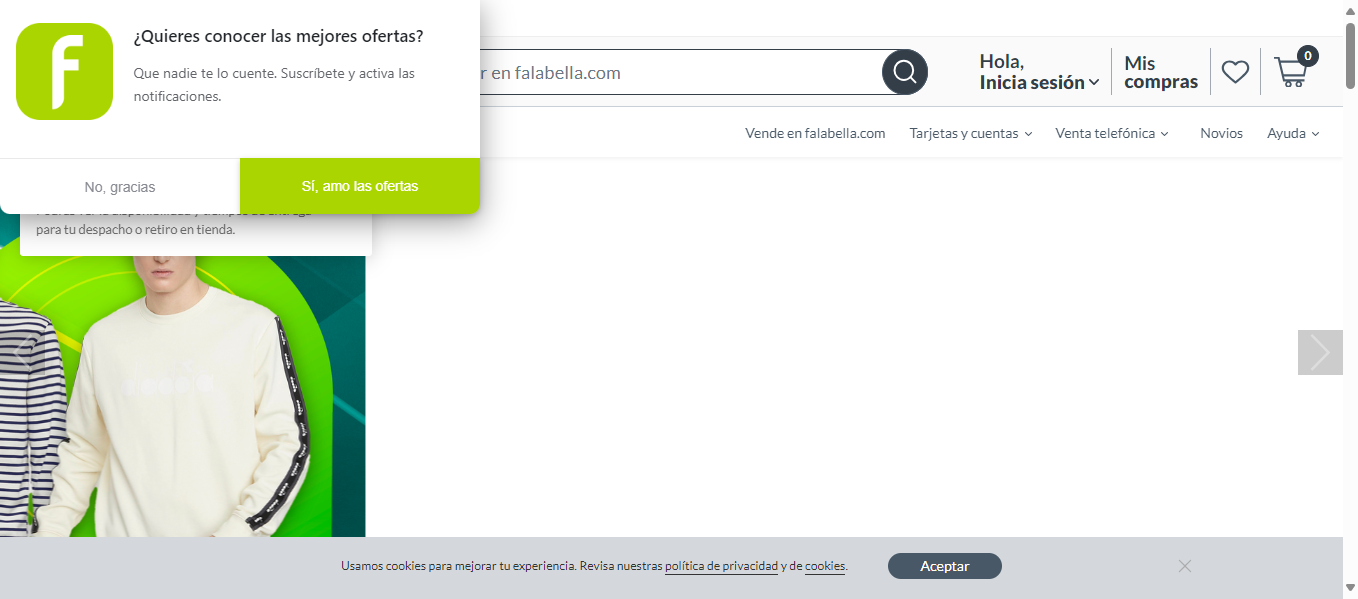 ¿Quieres conocer las mejores ofertas?
Que nadie te lo cuente. Suscríbete y activa las
notificaciones.
No, gracias
Sí, amo las ofertas
r en falabella.com
Hola,
Inicia sesión
Mis
compras
0
Vende en falabella.com
Tarjetas y cuentas
Venta telefónica
Novios
Ayuda
para tu despacho o retiro en tienda.
Usamos cookies para mejorar tu experiencia. Revisa nuestras política de privacidad y de cookies.
Aceptar